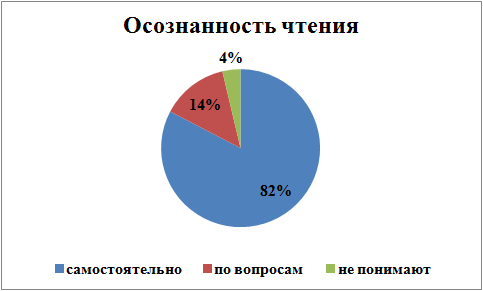 Осознанность чтения
4%
14%
82%
самостоятельно по вопросам не понимают